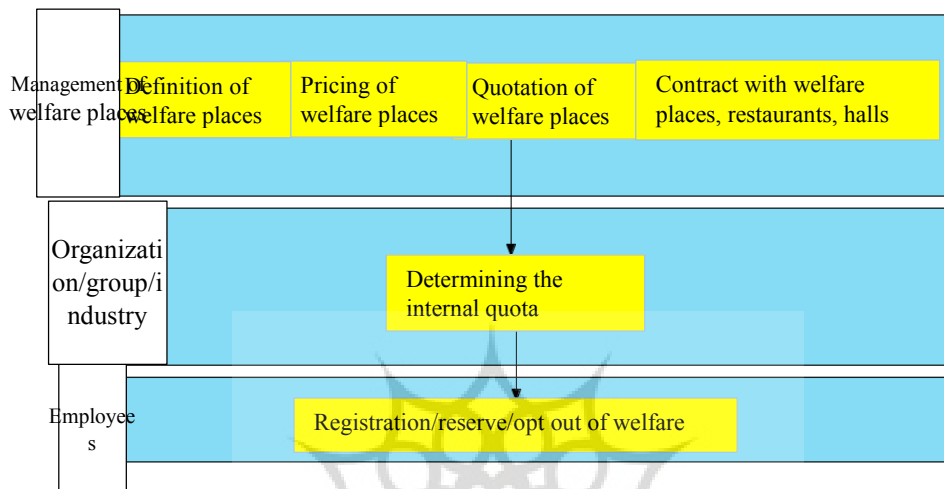 Management of
welfare places
Definition of
welfare places
Pricing of
welfare places
Quotation of
welfare places
Contract with welfare
places, restaurants, halls
Organizati
on/group/i
ndustry
Determining the
internal quota
Employee
s
Registration/reserve/opt out of welfare